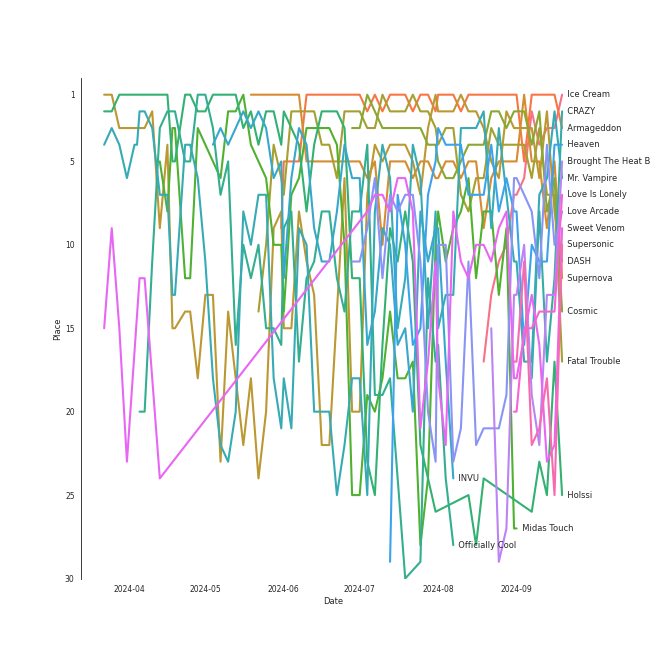 1
5
10
15
20
25
30
Place
2024-04
2024-05
2024-06
2024-07
2024-08
2024-09
Date
Ice Cream
CRAZY
Armageddon
Heaven
Brought The Heat B
Mr. Vampire
Love Is Lonely
Love Arcade
Sweet Venom
Supersonic
DASH
Supernova
Cosmic
Fatal Trouble
INVU
Holssi
Midas Touch
Officially Cool